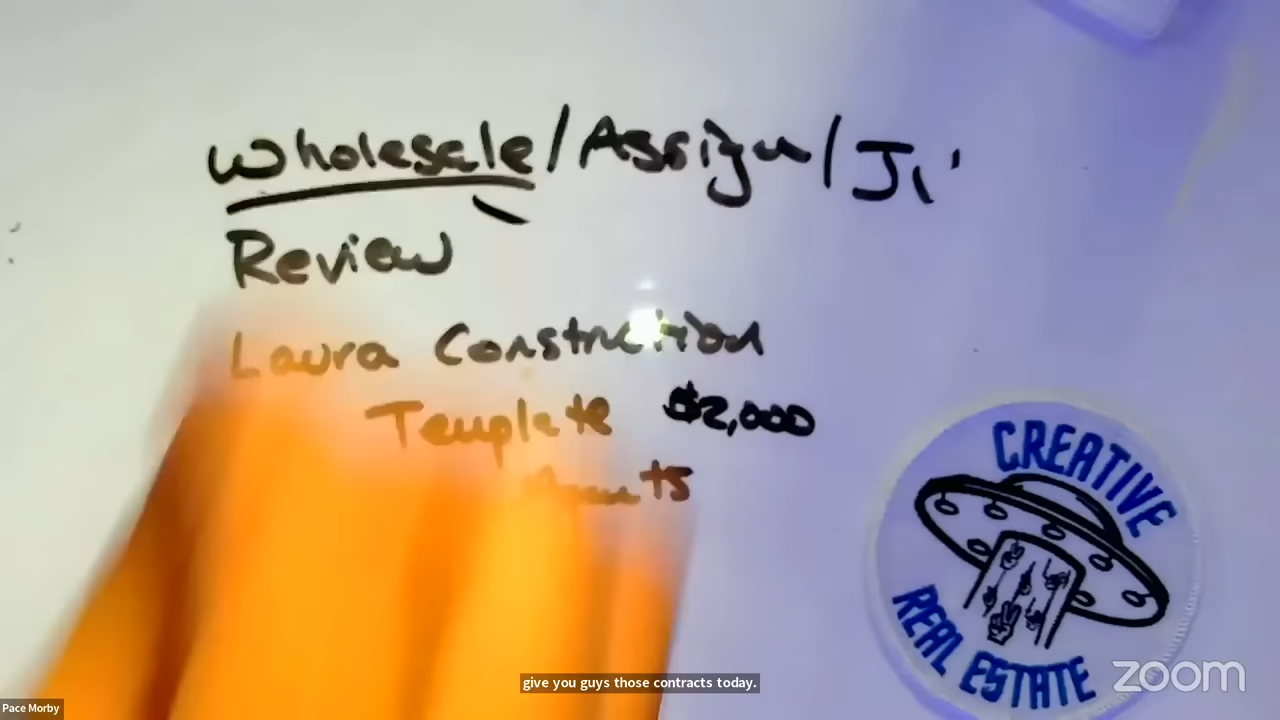 Wholesale/Assign/JV
Review
Laura Construction
Template $2,000
CREATIVE
REAL ESTATE
zoom
give you guys those contracts today.
Pace Morby